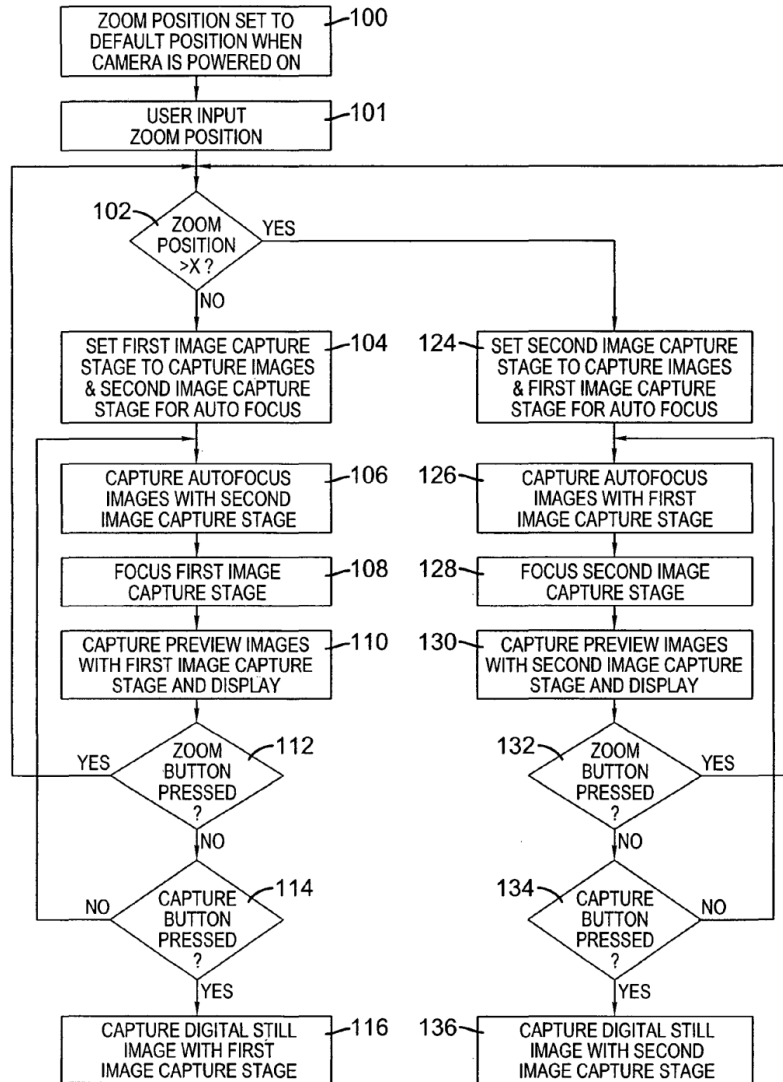 ZOOM POSITION SET TO
DEFAULT POSITION WHEN
CAMERA IS POWERED ON
100
USER INPUT
ZOOM POSITION
101
102
ZOOM
POSITION
>X ?
YES
NO
SET FIRST IMAGE CAPTURE
STAGE TO CAPTURE IMAGES
& SECOND IMAGE CAPTURE
STAGE FOR AUTO FOCUS
104
CAPTURE AUTOFOCUS
IMAGES WITH SECOND
IMAGE CAPTURE STAGE
106
FOCUS FIRST IMAGE
CAPTURE STAGE
108
CAPTURE PREVIEW IMAGES
WITH FIRST IMAGE CAPTURE
STAGE AND DISPLAY
110
ZOOM
BUTTON
PRESSED
?
112
YES
NO
CAPTURE
BUTTON
PRESSED
?
114
NO
YES
CAPTURE DIGITAL STILL
IMAGE WITH FIRST
IMAGE CAPTURE STAGE
116
124
SET SECOND IMAGE CAPTURE
STAGE TO CAPTURE IMAGES
& FIRST IMAGE CAPTURE
STAGE FOR AUTO FOCUS
126
CAPTURE AUTOFOCUS
IMAGES WITH FIRST
IMAGE CAPTURE STAGE
128
FOCUS SECOND IMAGE
CAPTURE STAGE
130
CAPTURE PREVIEW IMAGES
WITH SECOND IMAGE CAPTURE
STAGE AND DISPLAY
132
ZOOM
BUTTON
PRESSED
?
YES
NO
134
CAPTURE
BUTTON
PRESSED
?
NO
YES
136
CAPTURE DIGITAL STILL
IMAGE WITH SECOND
IMAGE CAPTURE STAGE